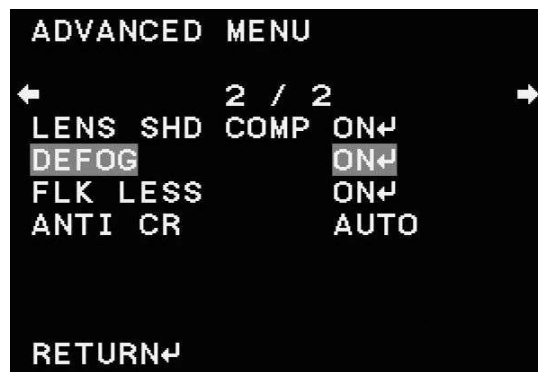 ADVANCED MENU
← 2 / 2 →
LENS SHD COMP ON↵
DEFOG ON↵
FLK LESS ON↵
ANTI CR AUTO
RETURN↵